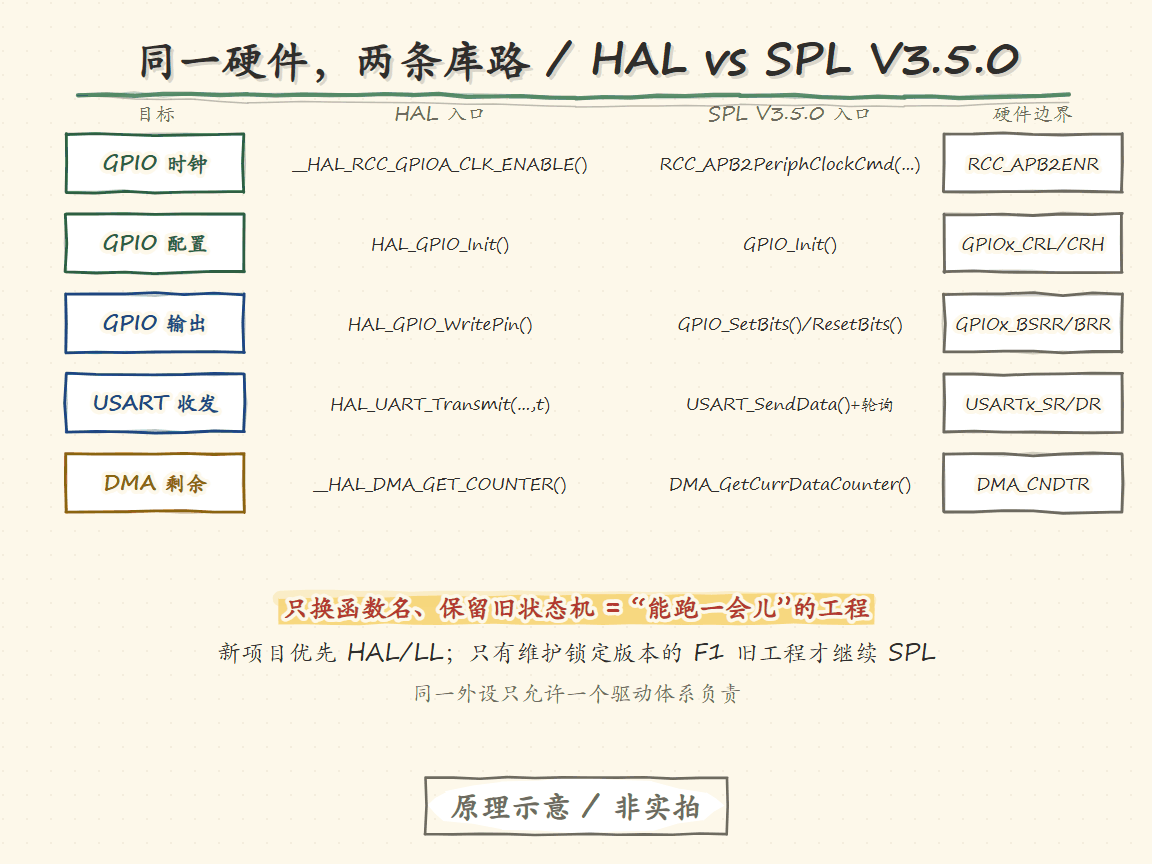 同一硬件，两条库路 / HAL vs SPL V3.5.0
目标 HAL 入口 SPL V3.5.0 入口 硬件边界
GPIO 时钟 __HAL_RCC_GPIOA_CLK_ENABLE() RCC_APB2PeriphClockCmd(...) RCC_APB2ENR
GPIO 配置 HAL_GPIO_Init() GPIO_Init() GPIOx_CRL/CRH
GPIO 输出 HAL_GPIO_WritePin() GPIO_SetBits()/ResetBits() GPIOx_BSRR/BRR
USART 收发 HAL_UART_Transmit(...,t) USART_SendData()+轮询 USARTx_SR/DR
DMA 剩余 __HAL_DMA_GET_COUNTER() DMA_GetCurrDataCounter() DMA_CNDTR
只换函数名、保留旧状态机 = “能跑一会儿”的工程
新项目优先 HAL/LL；只有维护锁定版本的 F1 旧工程才继续 SPL
同一外设只允许一个驱动体系负责
原理示意 / 非实拍